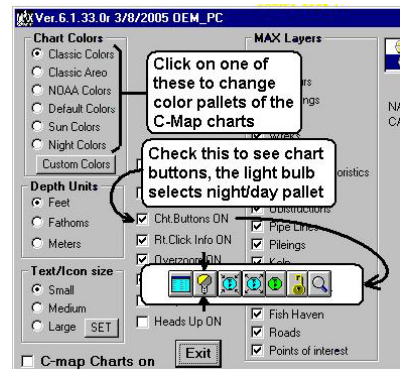 Ver.6.1.33.0r 3/8/2005 OEM_PC
Chart Colors
Classic Colors
Classic Areo
NOAA Colors
Default Colors
Sun Colors
Night Colors
Custom Colors
Click on one of
these to change
color pallets of the
C-Map charts
MAX Layers
Wreks
Check this to see chart
buttons, the light bulb
selects night/day pallet
Depth Units
Feet
Fathoms
Meters
Cht.Buttons ON
Rt.Click Info ON
Overzoom ON
Obstructions
Pipe Lines
Pileings
Kelp
Text/Icon size
Small
Medium
Large SET
Heads Up ON
Fish Haven
Roads
Points of interest
C-map Charts on
Exit